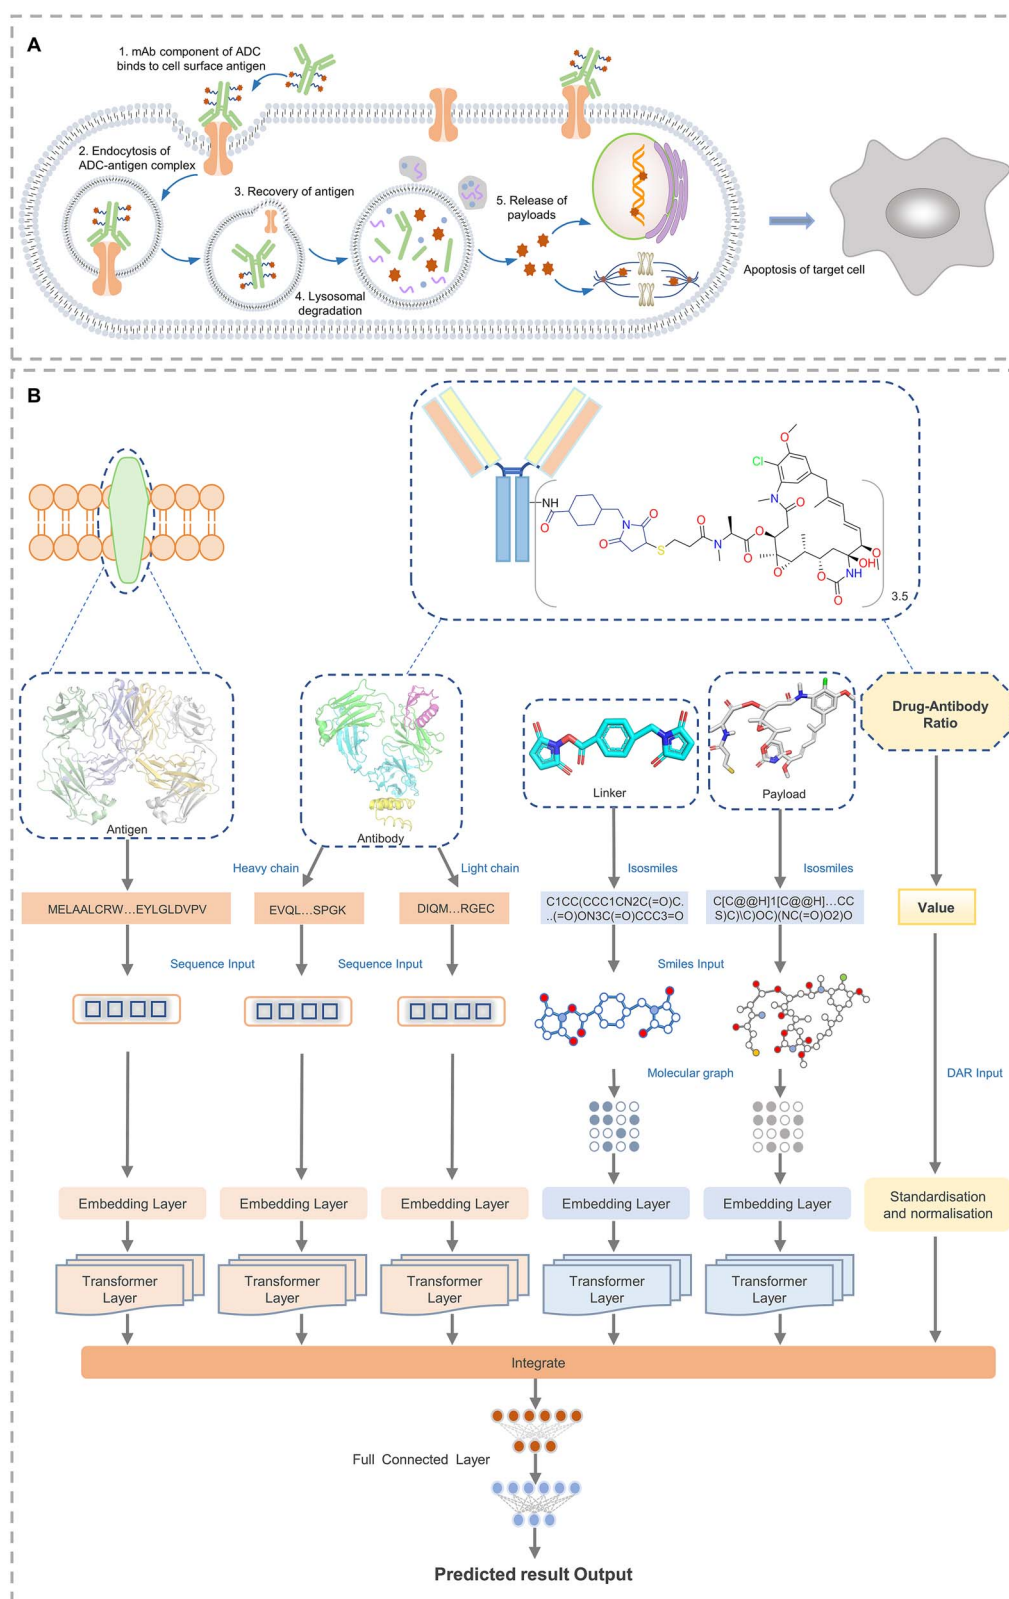 A
1. mAb component of ADC
binds to cell surface antigen
2. Endocytosis of
ADC-antigen complex
3. Recovery of antigen
4. Lysosomal
degradation
5. Release of
payloads
Apoptosis of target cell
B
O
Cl
N
O
NH
O
N
O
O
S
O
N
O
O
O
O
O
OH
O
NH
O
3.5
Antigen
Antibody
Linker
Payload
Drug-Antibody
Ratio
Heavy chain
Light chain
Isosmiles
Isosmiles
MELAALCRW...EYLGLDVPV
EVQL...SPGK
DIQM...RGEC
C1CC(CCC1CN2C(=O)C.
..(=O)ON3C(=O)CCC3=O
C[C@@H]1[C@@H]...CC
S)C)\C)OC)(NC(=O)O2)O
Value
Sequence Input
Sequence Input
Smiles Input
Molecular graph
DAR Input
Embedding Layer
Embedding Layer
Embedding Layer
Embedding Layer
Embedding Layer
Standardisation
and normalisation
Transformer
Layer
Transformer
Layer
Transformer
Layer
Transformer
Layer
Transformer
Layer
Integrate
Full Connected Layer
Predicted result Output